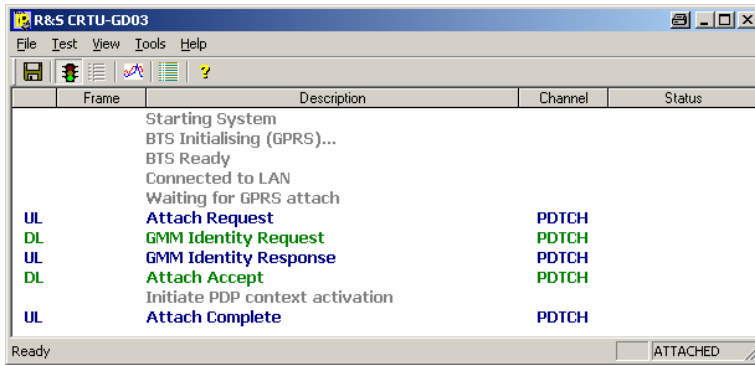 R&S CRTU-GD03
File Test View Tools Help
Frame Description Channel Status
Starting System
BTS Initialising (GPRS)...
BTS Ready
Connected to LAN
Waiting for GPRS attach
UL Attach Request PDTCH
DL GMM Identity Request PDTCH
UL GMM Identity Response PDTCH
DL Attach Accept PDTCH
Initiate PDP context activation
UL Attach Complete PDTCH
Ready ATTACHED